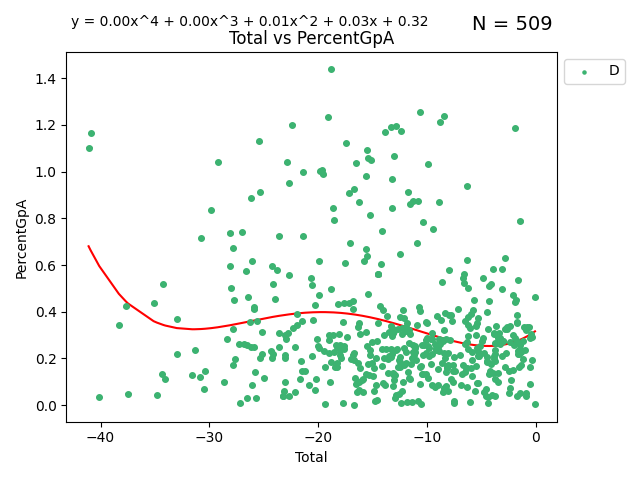 y = 0.00x^4 + 0.00x^3 + 0.01x^2 + 0.03x + 0.32
N = 509
Total vs PercentGpA
D
PercentGpA
1.4
1.2
1.0
0.8
0.6
0.4
0.2
0.0
−40 −30 −20 −10 0
Total